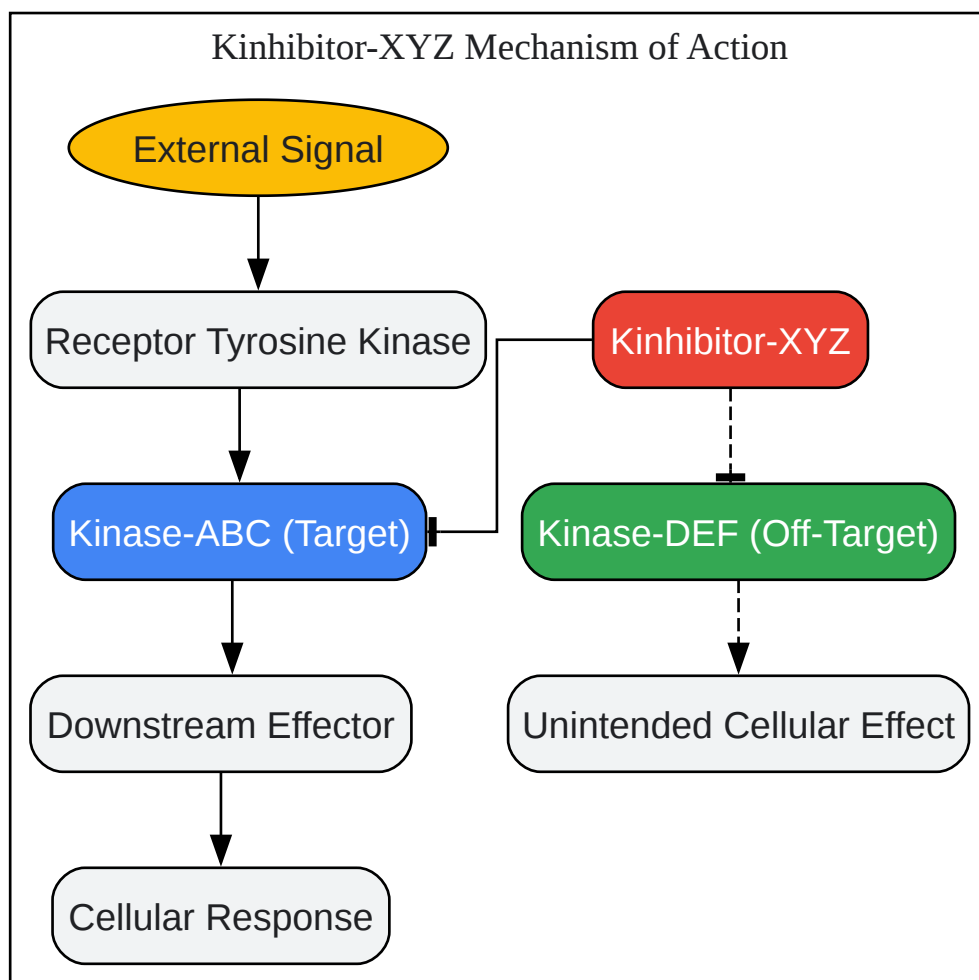 Kinhibitor-XYZ Mechanism of Action
External Signal
Receptor Tyrosine Kinase
Kinhibitor-XYZ
Kinase-ABC (Target)
Kinase-DEF (Off-Target)
Downstream Effector
Unintended Cellular Effect
Cellular Response